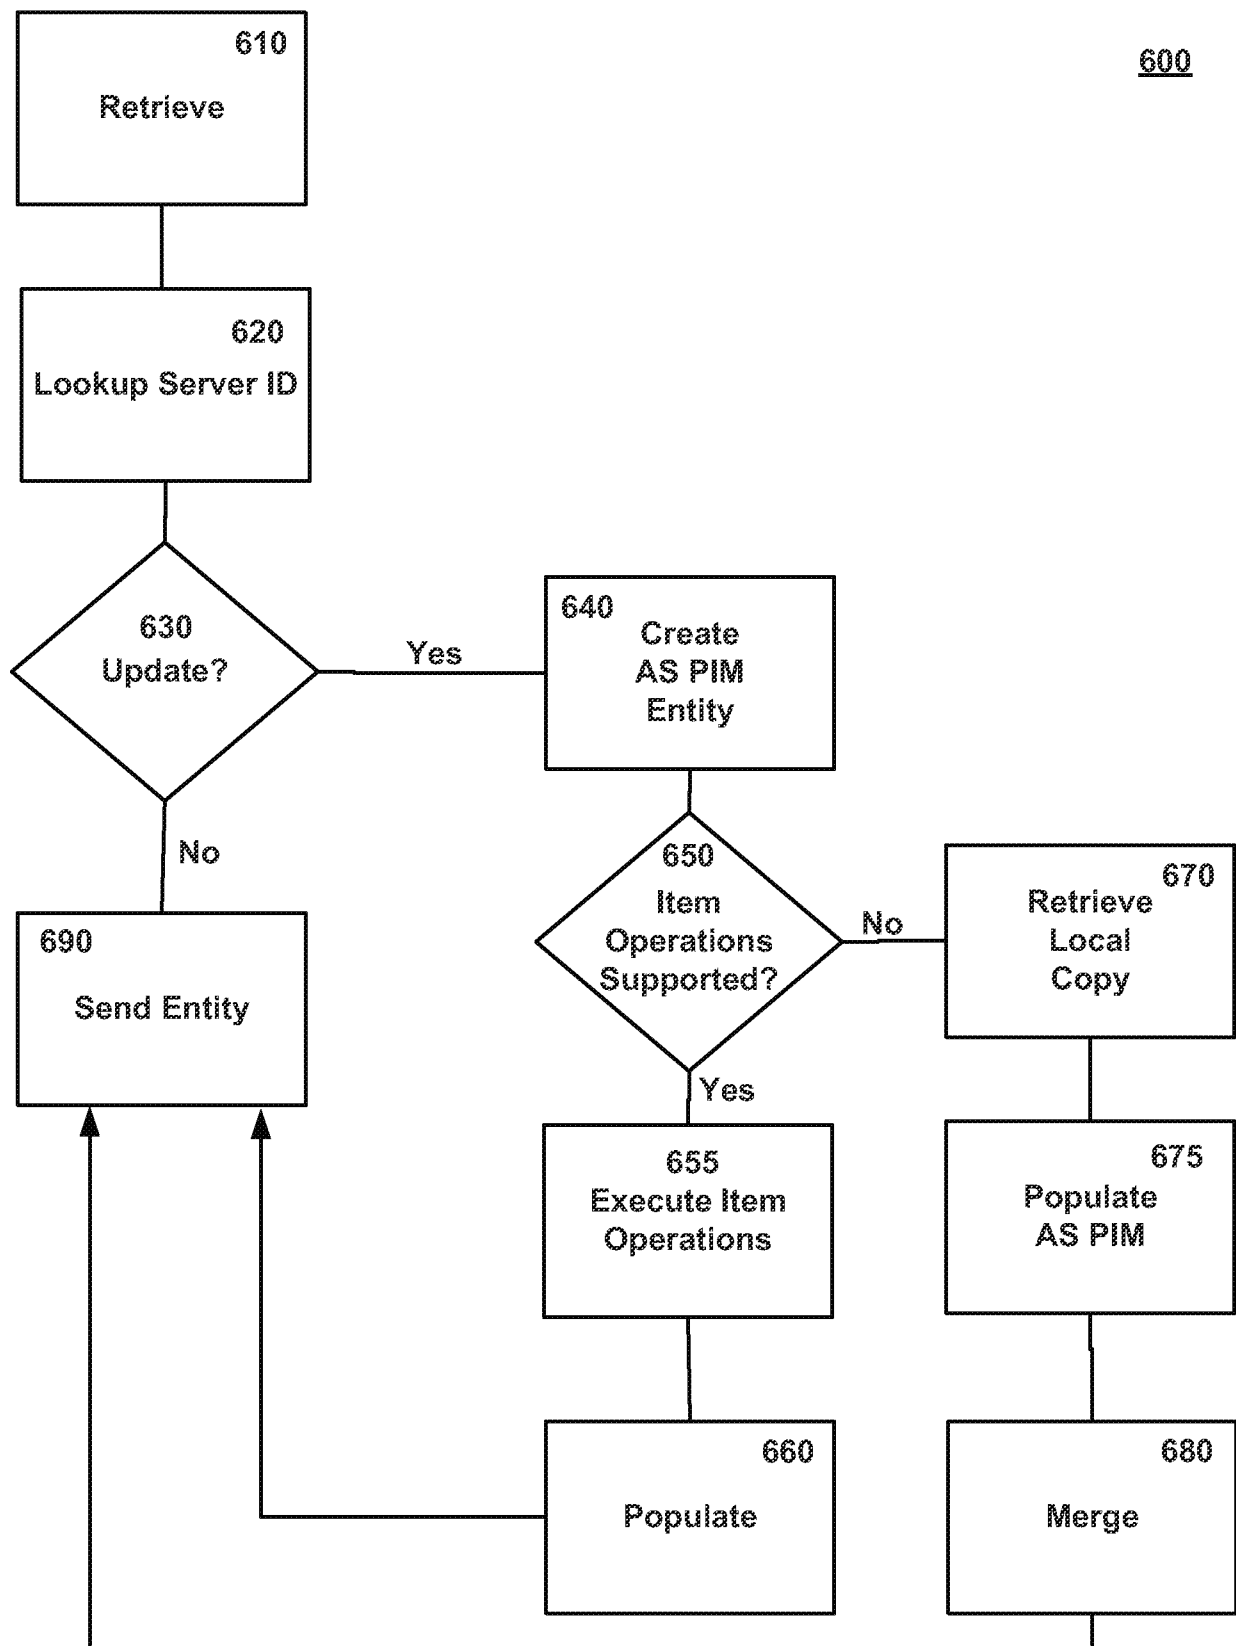 600
610
Retrieve
620
Lookup Server ID
630
Update?
Yes
No
640
Create
AS PIM
Entity
650
Item
Operations
Supported?
No
Yes
670
Retrieve
Local
Copy
690
Send Entity
655
Execute Item
Operations
675
Populate
AS PIM
660
Populate
680
Merge